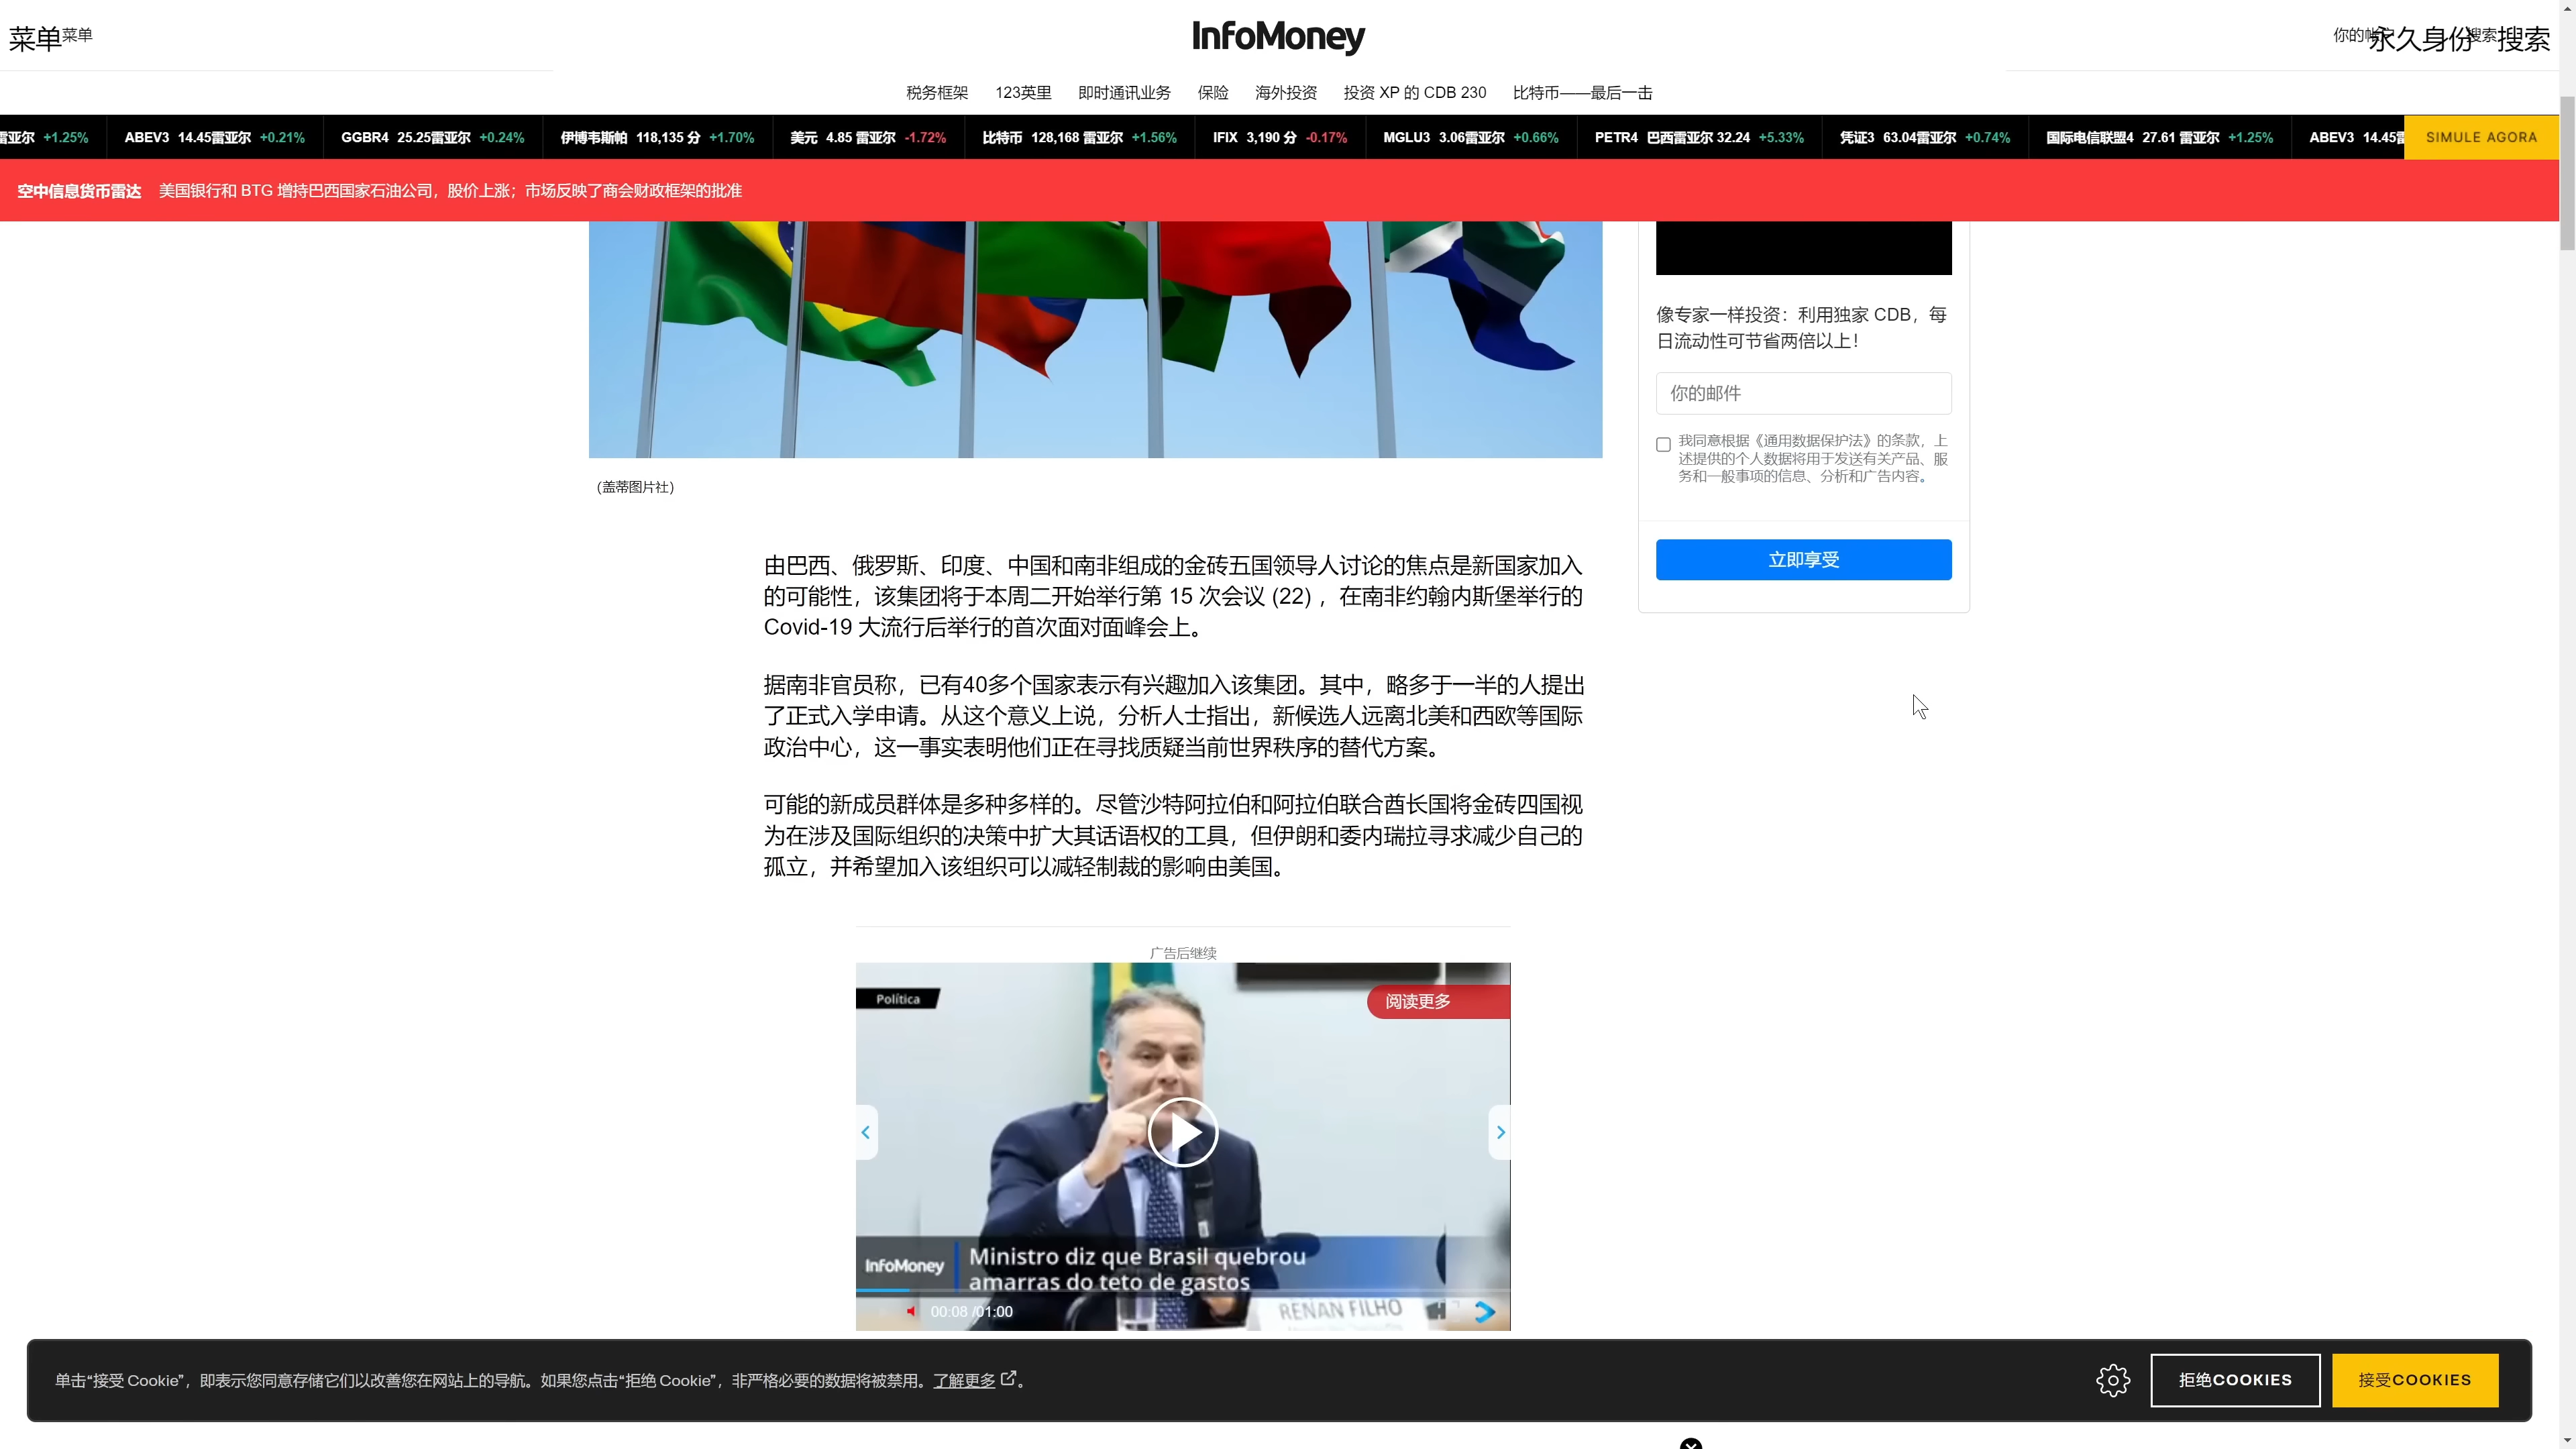 菜单菜单
InfoMoney
永久身份 搜索
税务框架 123英里 即时通讯业务 保险 海外投资 投资 XP 的 CDB 230 比特币——最后一击
雷亚尔 +1.25% ABEV3 14.45雷亚尔 +0.21% GGBR4 25.25雷亚尔 +0.24% 伊博韦斯帕 118,135 分 +1.70% 美元 4.85 雷亚尔 -1.72% 比特币 128,168 雷亚尔 +1.56% IFIX 3,190 分 -0.17% MGLU3 3.06雷亚尔 +0.66% PETR4 巴西雷亚尔 32.24 +5.33% 凭证3 63.04雷亚尔 +0.74% 国际电信联盟4 27.61 雷亚尔 +1.25% ABEV3 14.45 SIMULE AGORA
空中信息货币雷达 美国银行和 BTG 增持巴西国家石油公司，股价上涨；市场反映了商会财政框架的批准
(盖蒂图片社)
由巴西、俄罗斯、印度、中国和南非组成的金砖五国领导人讨论的焦点是新国家加入
的可能性，该集团将于本周二开始举行第 15 次会议 (22) ，在南非约翰内斯堡举行的
Covid-19 大流行后举行的首次面对面峰会上。
据南非官员称，已有40多个国家表示有兴趣加入该集团。其中，略多于一半的人提出
了正式入学申请。从这个意义上说，分析人士指出，新候选人远离北美和西欧等国际
政治中心，这一事实表明他们正在寻找质疑当前世界秩序的替代方案。
可能的新成员群体是多种多样的。尽管沙特阿拉伯和阿拉伯联合酋长国将金砖四国视
为在涉及国际组织的决策中扩大其话语权的工具，但伊朗和委内瑞拉寻求减少自己的
孤立，并希望加入该组织可以减轻制裁的影响由美国。
像专家一样投资：利用独家 CDB，每
日流动性可节省两倍以上！
你的邮件
我同意根据《通用数据保护法》的条款，上
述提供的个人数据将用于发送有关产品、服
务和一般事项的信息、分析和广告内容。
立即享受
广告后继续
Política
阅读更多
InfoMoney
Ministro diz que Brasil quebrou
amarras do teto de gastos
00:08 /01:00
RENAN FILHO
单击“接受 Cookie”，即表示您同意存储它们以改善您在网站上的导航。如果您点击“拒绝 Cookie”，非严格必要的数据将被禁用。了解更多。
拒绝COOKIES
接受COOKIES